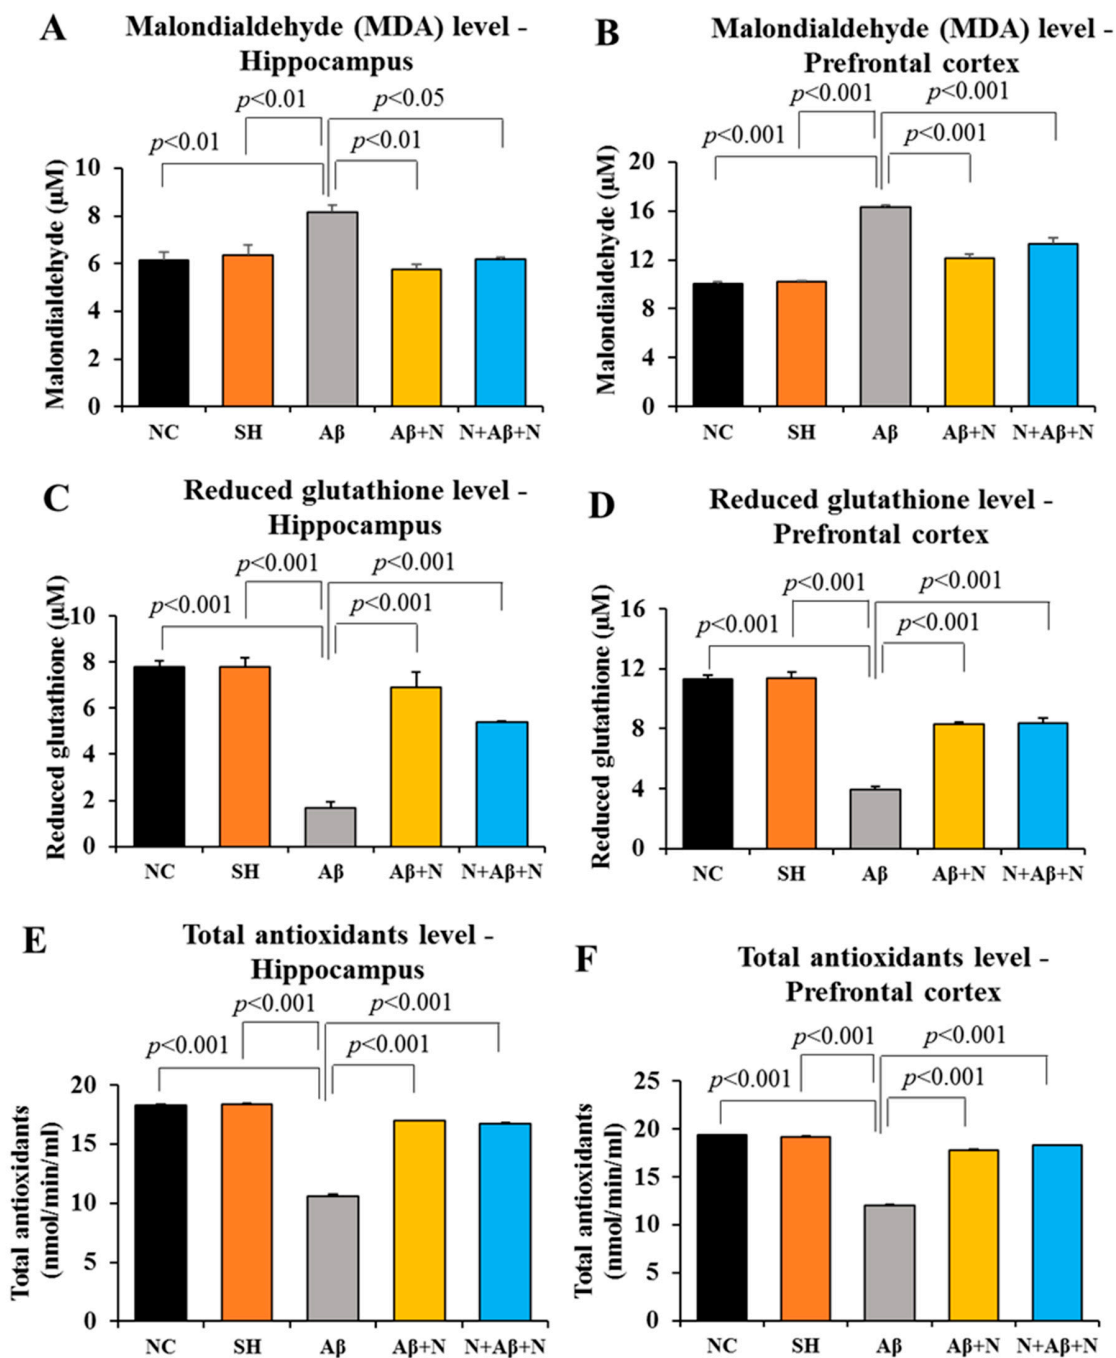 A
Malondialdehyde (MDA) level -
Hippocampus
p<0.01
p<0.05
p<0.01
p<0.01
Malondialdehyde (µM)
10
8
6
4
2
0
NC SH Aβ Aβ+N N+Aβ+N
B
Malondialdehyde (MDA) level -
Prefrontal cortex
p<0.001
p<0.001
p<0.001
p<0.001
Malondialdehyde (µM)
20
16
12
8
4
0
NC SH Aβ Aβ+N N+Aβ+N
C
Reduced glutathione level -
Hippocampus
p<0.001
p<0.001
p<0.001
p<0.001
Reduced glutathione (µM)
10
8
6
4
2
0
NC SH Aβ Aβ+N N+Aβ+N
D
Reduced glutathione level -
Prefrontal cortex
p<0.001
p<0.001
p<0.001
p<0.001
Reduced glutathione (µM)
16
12
8
4
0
NC SH Aβ Aβ+N N+Aβ+N
E
Total antioxidants level -
Hippocampus
p<0.001
p<0.001
p<0.001
p<0.001
Total antioxidants
(nmol/min/ml)
20
15
10
5
0
NC SH Aβ Aβ+N N+Aβ+N
F
Total antioxidants level -
Prefrontal cortex
p<0.001
p<0.001
p<0.001
p<0.001
Total antioxidants
(nmol/min/ml)
25
20
15
10
5
0
NC SH Aβ Aβ+N N+Aβ+N